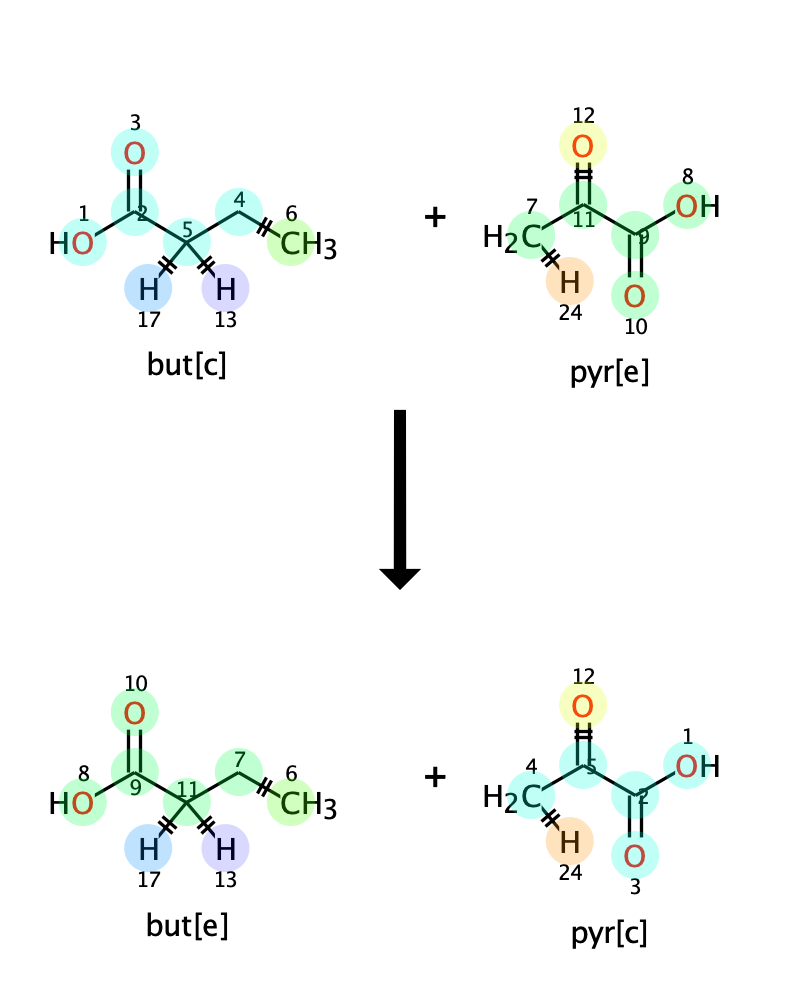 3 12
O O
1 2 5 4 6 + 7 11 9 8
HO CH3 H2C OH
H H H O
17 13 24 10
but[c] pyr[e]
10 12
O O
8 9 11 7 6 + 4 5 2 1
HO CH3 H2C OH
H H H O
17 13 24 3
but[e] pyr[c]